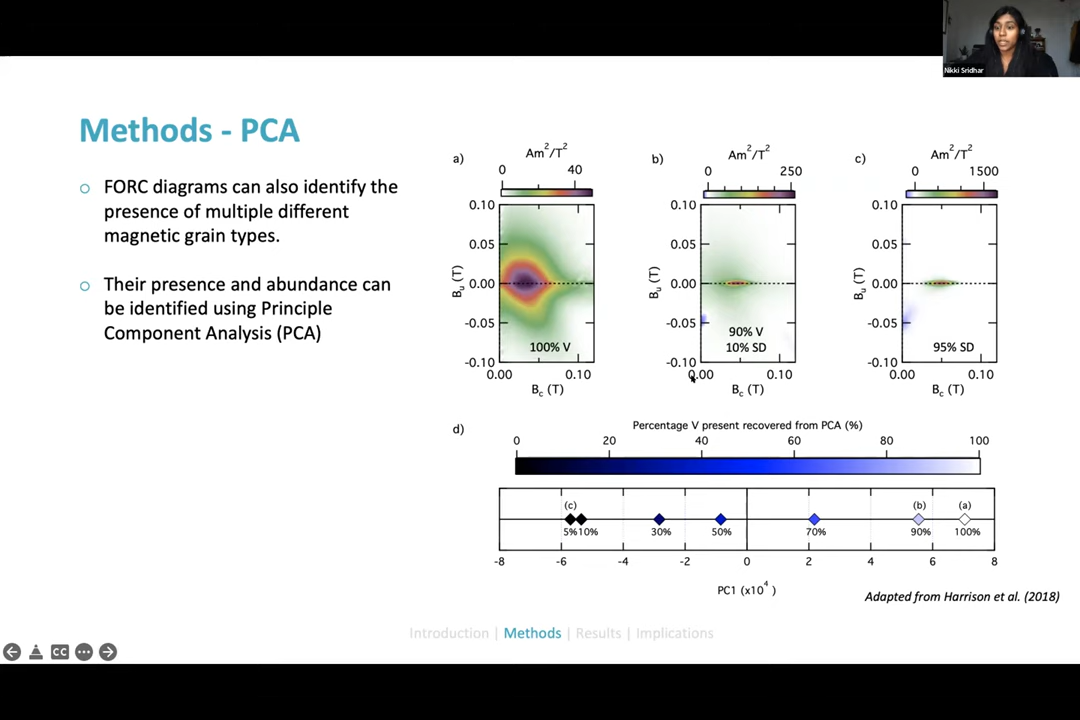 Nikki Sridhar
Methods - PCA
FORC diagrams can also identify the
presence of multiple different
magnetic grain types.
Their presence and abundance can
be identified using Principle
Component Analysis (PCA)
a)
Am²/T²
0 40
0.10
0.05
0.00
-0.05
-0.10
Bu (T)
100% V
0.00 0.10
Bc (T)
b)
Am²/T²
0 250
0.10
0.05
0.00
-0.05
-0.10
Bu (T)
90% V
10% SD
0.00 0.10
Bc (T)
c)
Am²/T²
0 1500
0.10
0.05
0.00
-0.05
-0.10
Bu (T)
95% SD
0.00 0.10
Bc (T)
d)
Percentage V present recovered from PCA (%)
0 20 40 60 80 100
(c) (b) (a)
5% 10% 30% 50% 70% 90% 100%
-8 -6 -4 -2 0 2 4 6 8
PC1 (x10⁴)
Adapted from Harrison et al. (2018)
Introduction | Methods | Results | Implications
CC